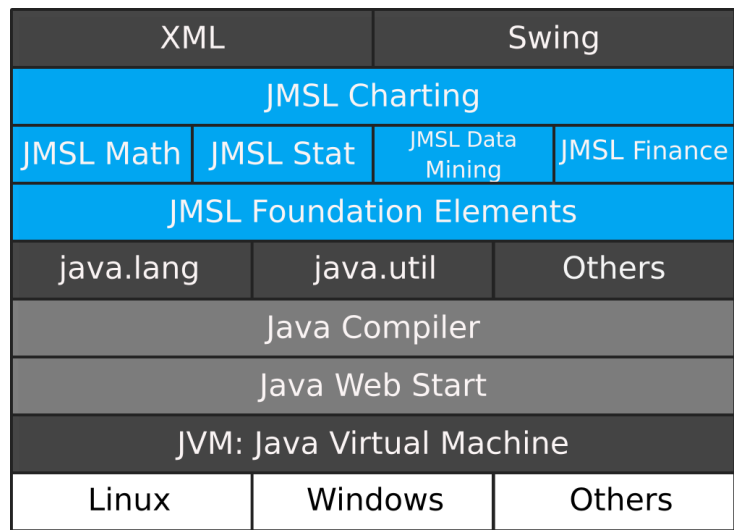 XML
Swing
JMSL Charting
JMSL Math
JMSL Stat
JMSL Data
Mining
JMSL Finance
JMSL Foundation Elements
java.lang
java.util
Others
Java Compiler
Java Web Start
JVM: Java Virtual Machine
Linux
Windows
Others